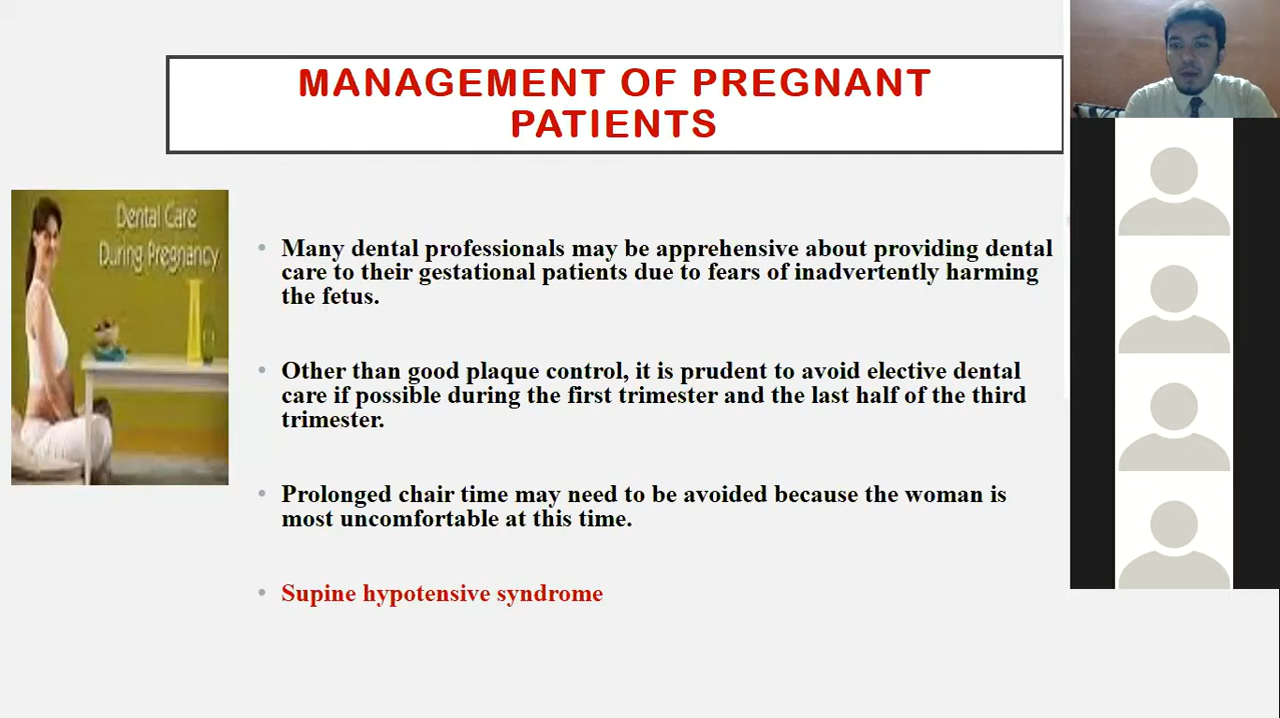 MANAGEMENT OF PREGNANT
PATIENTS
Dental Care
During Pregnancy
• Many dental professionals may be apprehensive about providing dental
care to their gestational patients due to fears of inadvertently harming
the fetus.
• Other than good plaque control, it is prudent to avoid elective dental
care if possible during the first trimester and the last half of the third
trimester.
• Prolonged chair time may need to be avoided because the woman is
most uncomfortable at this time.
• Supine hypotensive syndrome